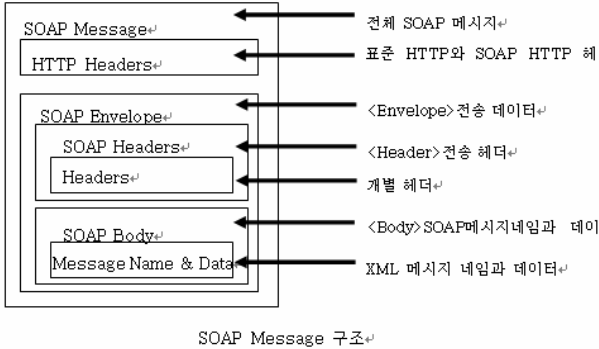 SOAP Message
전체 SOAP 메시지
HTTP Headers
표준 HTTP와 SOAP HTTP 헤
SOAP Envelope
<Envelope>전송 데이터
SOAP Headers
<Header>전송 헤더
Headers
개별 헤더
SOAP Body
<Body>SOAP메시지네임과 데이
Message Name & Data
XML 메시지 네임과 데이터
SOAP Message 구조